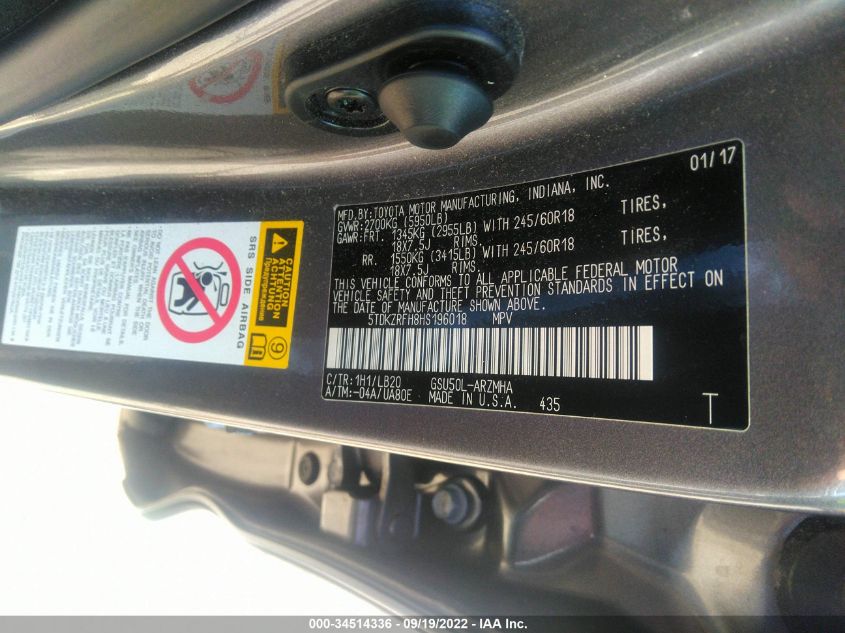 01/17
MFD.BY:TOYOTA MOTOR MANUFACTURING, INDIANA, INC.
GVWR:2700KG (5950LB)
GAWR:FRT. 1345KG (2955LB) WITH 245/60R18 TIRES,
18X7.5J RIMS,
RR. 1550KG (3415LB) WITH 245/60R18 TIRES,
18X7.5J RIMS.
THIS VEHICLE CONFORMS TO ALL APPLICABLE FEDERAL MOTOR
VEHICLE SAFETY AND THEFT PREVENTION STANDARDS IN EFFECT ON
THE DATE OF MANUFACTURE SHOWN ABOVE.
5TDKZRFH8HS196018 MPV
C/TR: 1H1/LB20 GSU50L-ARZMHA
A/TM:-04A/UA80E MADE IN U.S.A. 435
T
SRS SIDE AIRBAG
CAUTION
ATTENTION
ACHTUNG
9
000-34514336 - 09/19/2022 - IAA Inc.